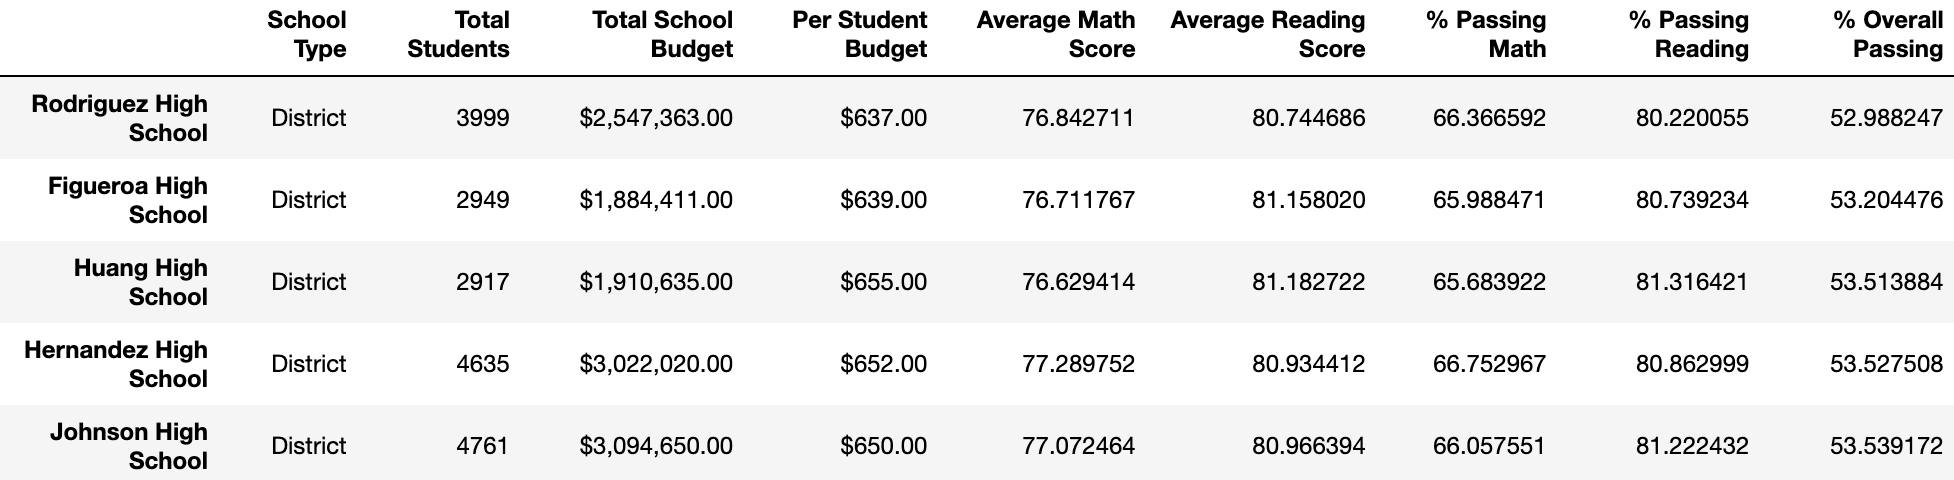 School Type Total Students Total School Budget Per Student Budget Average Math Score Average Reading Score % Passing Math % Passing Reading % Overall Passing
Rodriguez High School District 3999 $2,547,363.00 $637.00 76.842711 80.744686 66.366592 80.220055 52.988247
Figueroa High School District 2949 $1,884,411.00 $639.00 76.711767 81.158020 65.988471 80.739234 53.204476
Huang High School District 2917 $1,910,635.00 $655.00 76.629414 81.182722 65.683922 81.316421 53.513884
Hernandez High School District 4635 $3,022,020.00 $652.00 77.289752 80.934412 66.752967 80.862999 53.527508
Johnson High School District 4761 $3,094,650.00 $650.00 77.072464 80.966394 66.057551 81.222432 53.539172